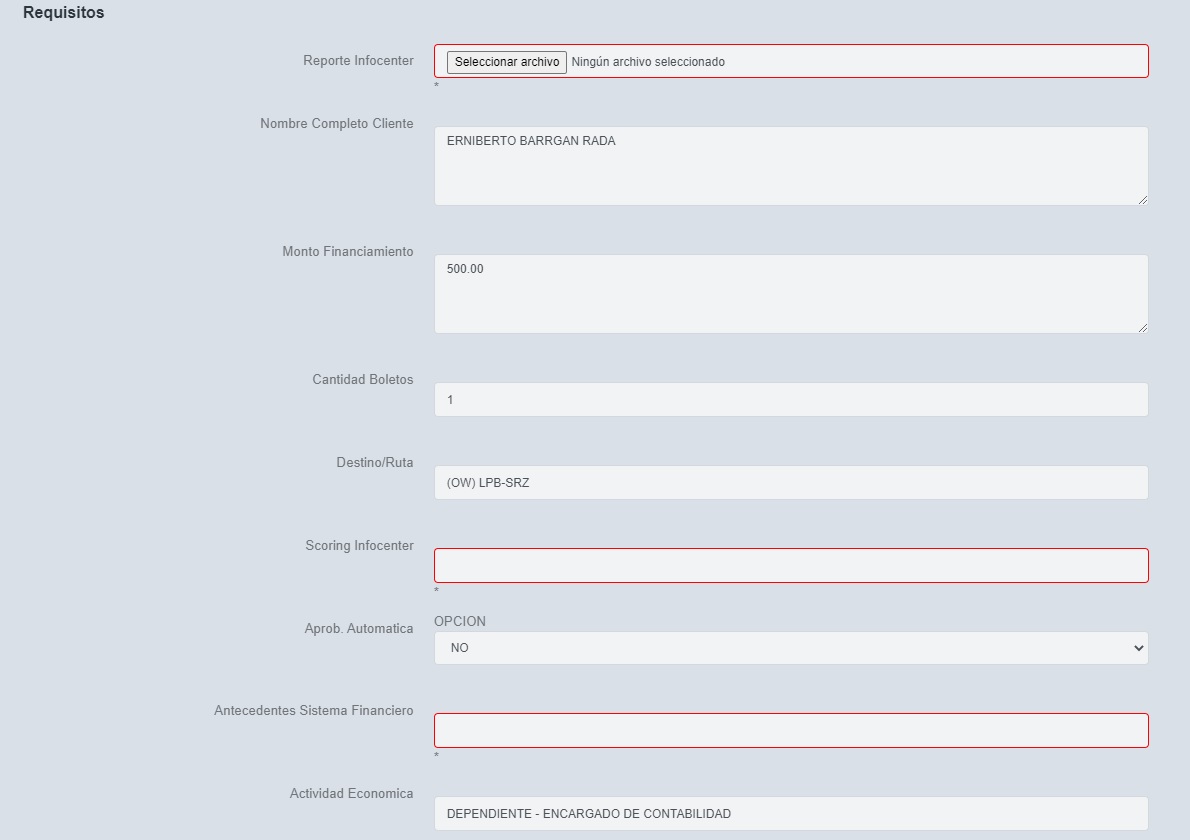 Requisitos
Reporte Infocenter
Seleccionar archivo Ningún archivo seleccionado
*
Nombre Completo Cliente
ERNIBERTO BARRGAN RADA
Monto Financiamiento
500.00
Cantidad Boletos
1
Destino/Ruta
(OW) LPB-SRZ
Scoring Infocenter
*
Aprob. Automatica
OPCION
NO
Antecedentes Sistema Financiero
*
Actividad Economica
DEPENDIENTE - ENCARGADO DE CONTABILIDAD